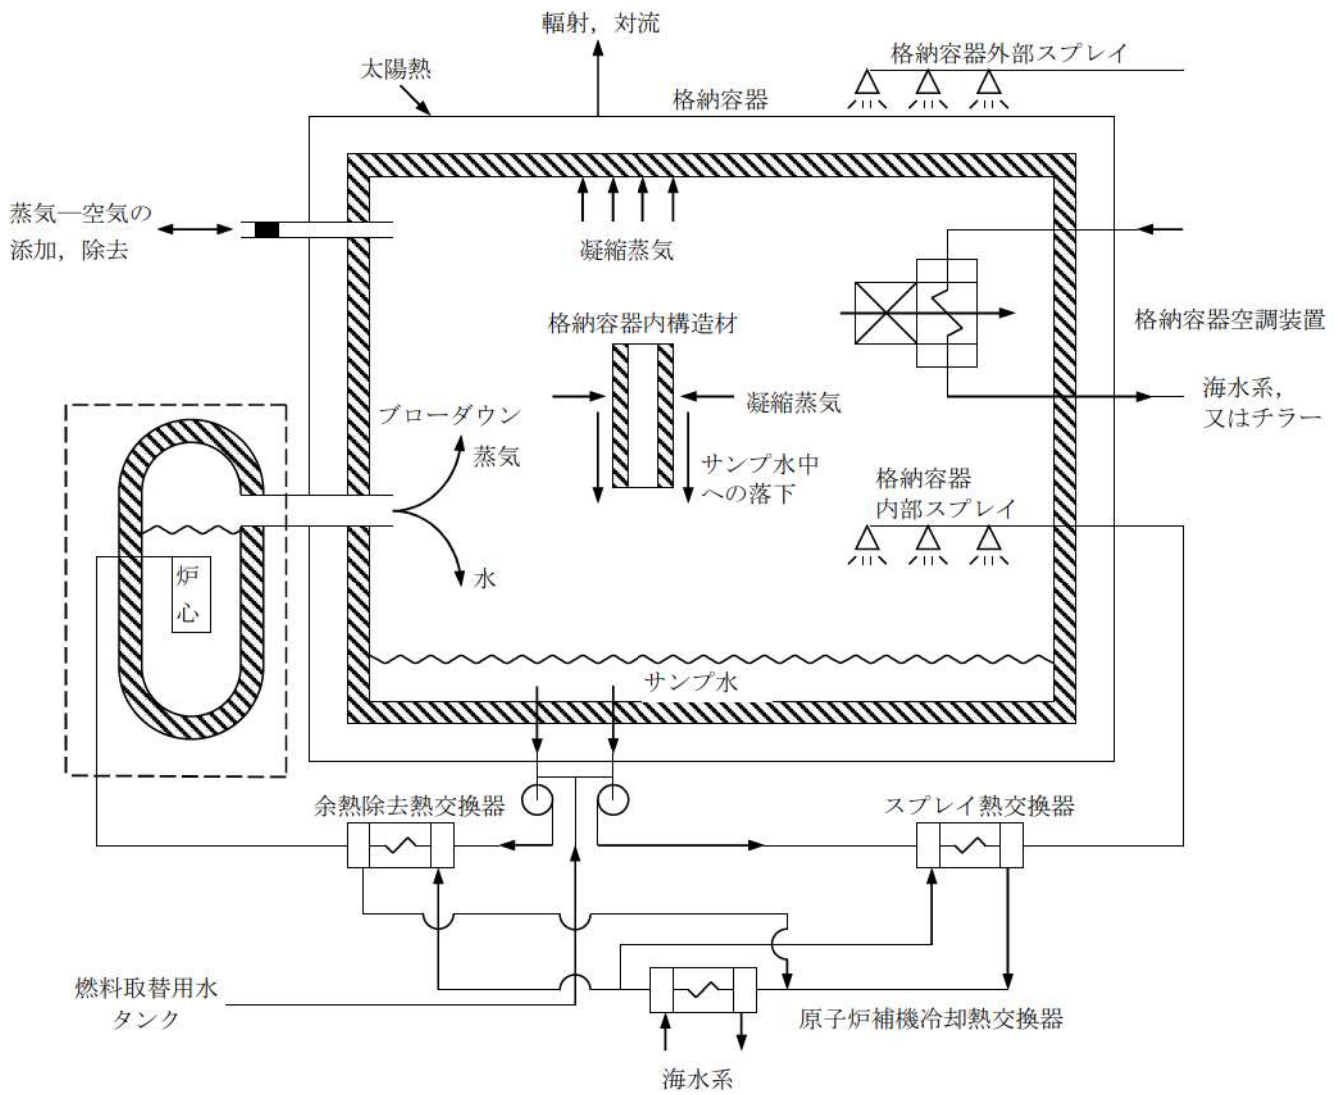 輻射，対流
格納容器外部スプレイ
太陽熱
格納容器
蒸気―空気の
添加，除去
凝縮蒸気
格納容器内構造材
格納容器空調装置
海水系，
又はチラー
凝縮蒸気
ブローダウン
蒸気
サンプ水中
への落下
格納容器
内部スプレイ
水
炉
心
サンプ水
余熱除去熱交換器
スプレイ熱交換器
燃料取替用水
タンク
原子炉補機冷却熱交換器
海水系